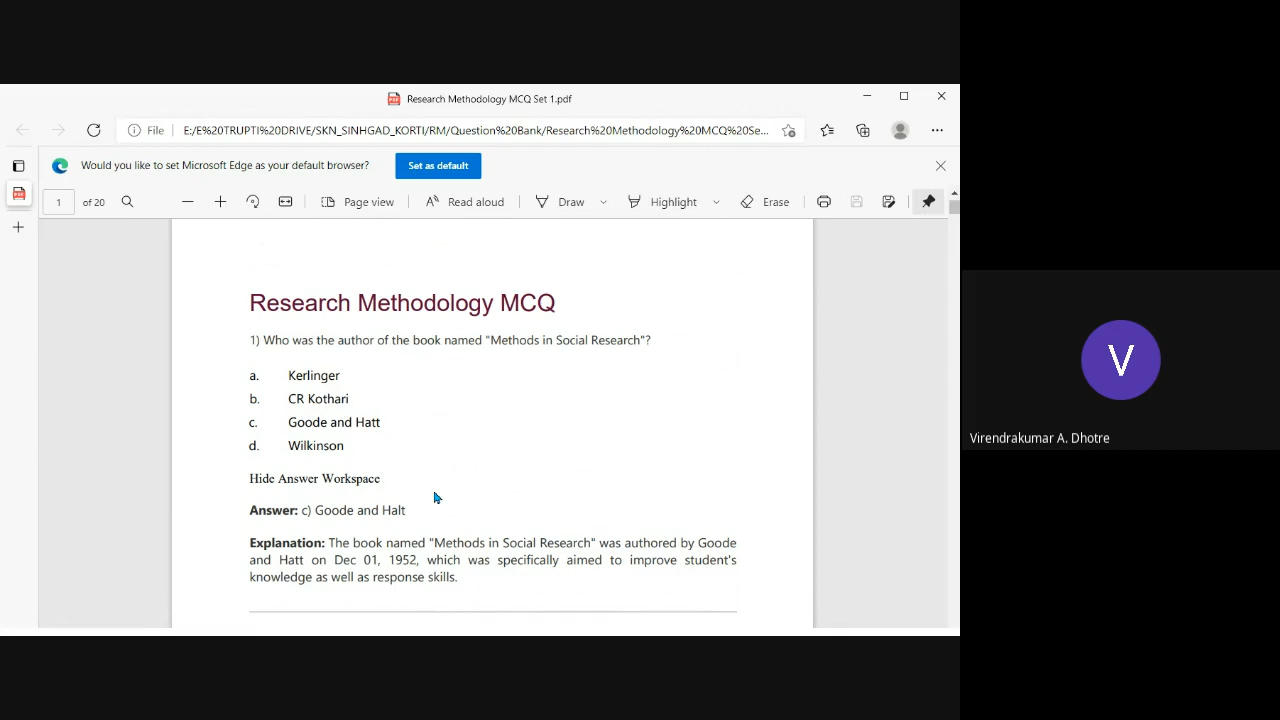 Research Methodology MCQ Set 1.pdf
File E:/E%20TRUPTI%20DRIVE/SKN_SINHGAD_KORTI/RM/Question%20Bank/Research%20Methodology%20MCQ%20Se...
Would you like to set Microsoft Edge as your default browser? Set as default
1 of 20 Page view Read aloud Draw Highlight Erase
Research Methodology MCQ
1) Who was the author of the book named "Methods in Social Research"?
a. Kerlinger
b. CR Kothari
c. Goode and Hatt
d. Wilkinson
Hide Answer Workspace
Answer: c) Goode and Halt
Explanation: The book named "Methods in Social Research" was authored by Goode
and Hatt on Dec 01, 1952, which was specifically aimed to improve student's
knowledge as well as response skills.
V
Virendrakumar A. Dhotre